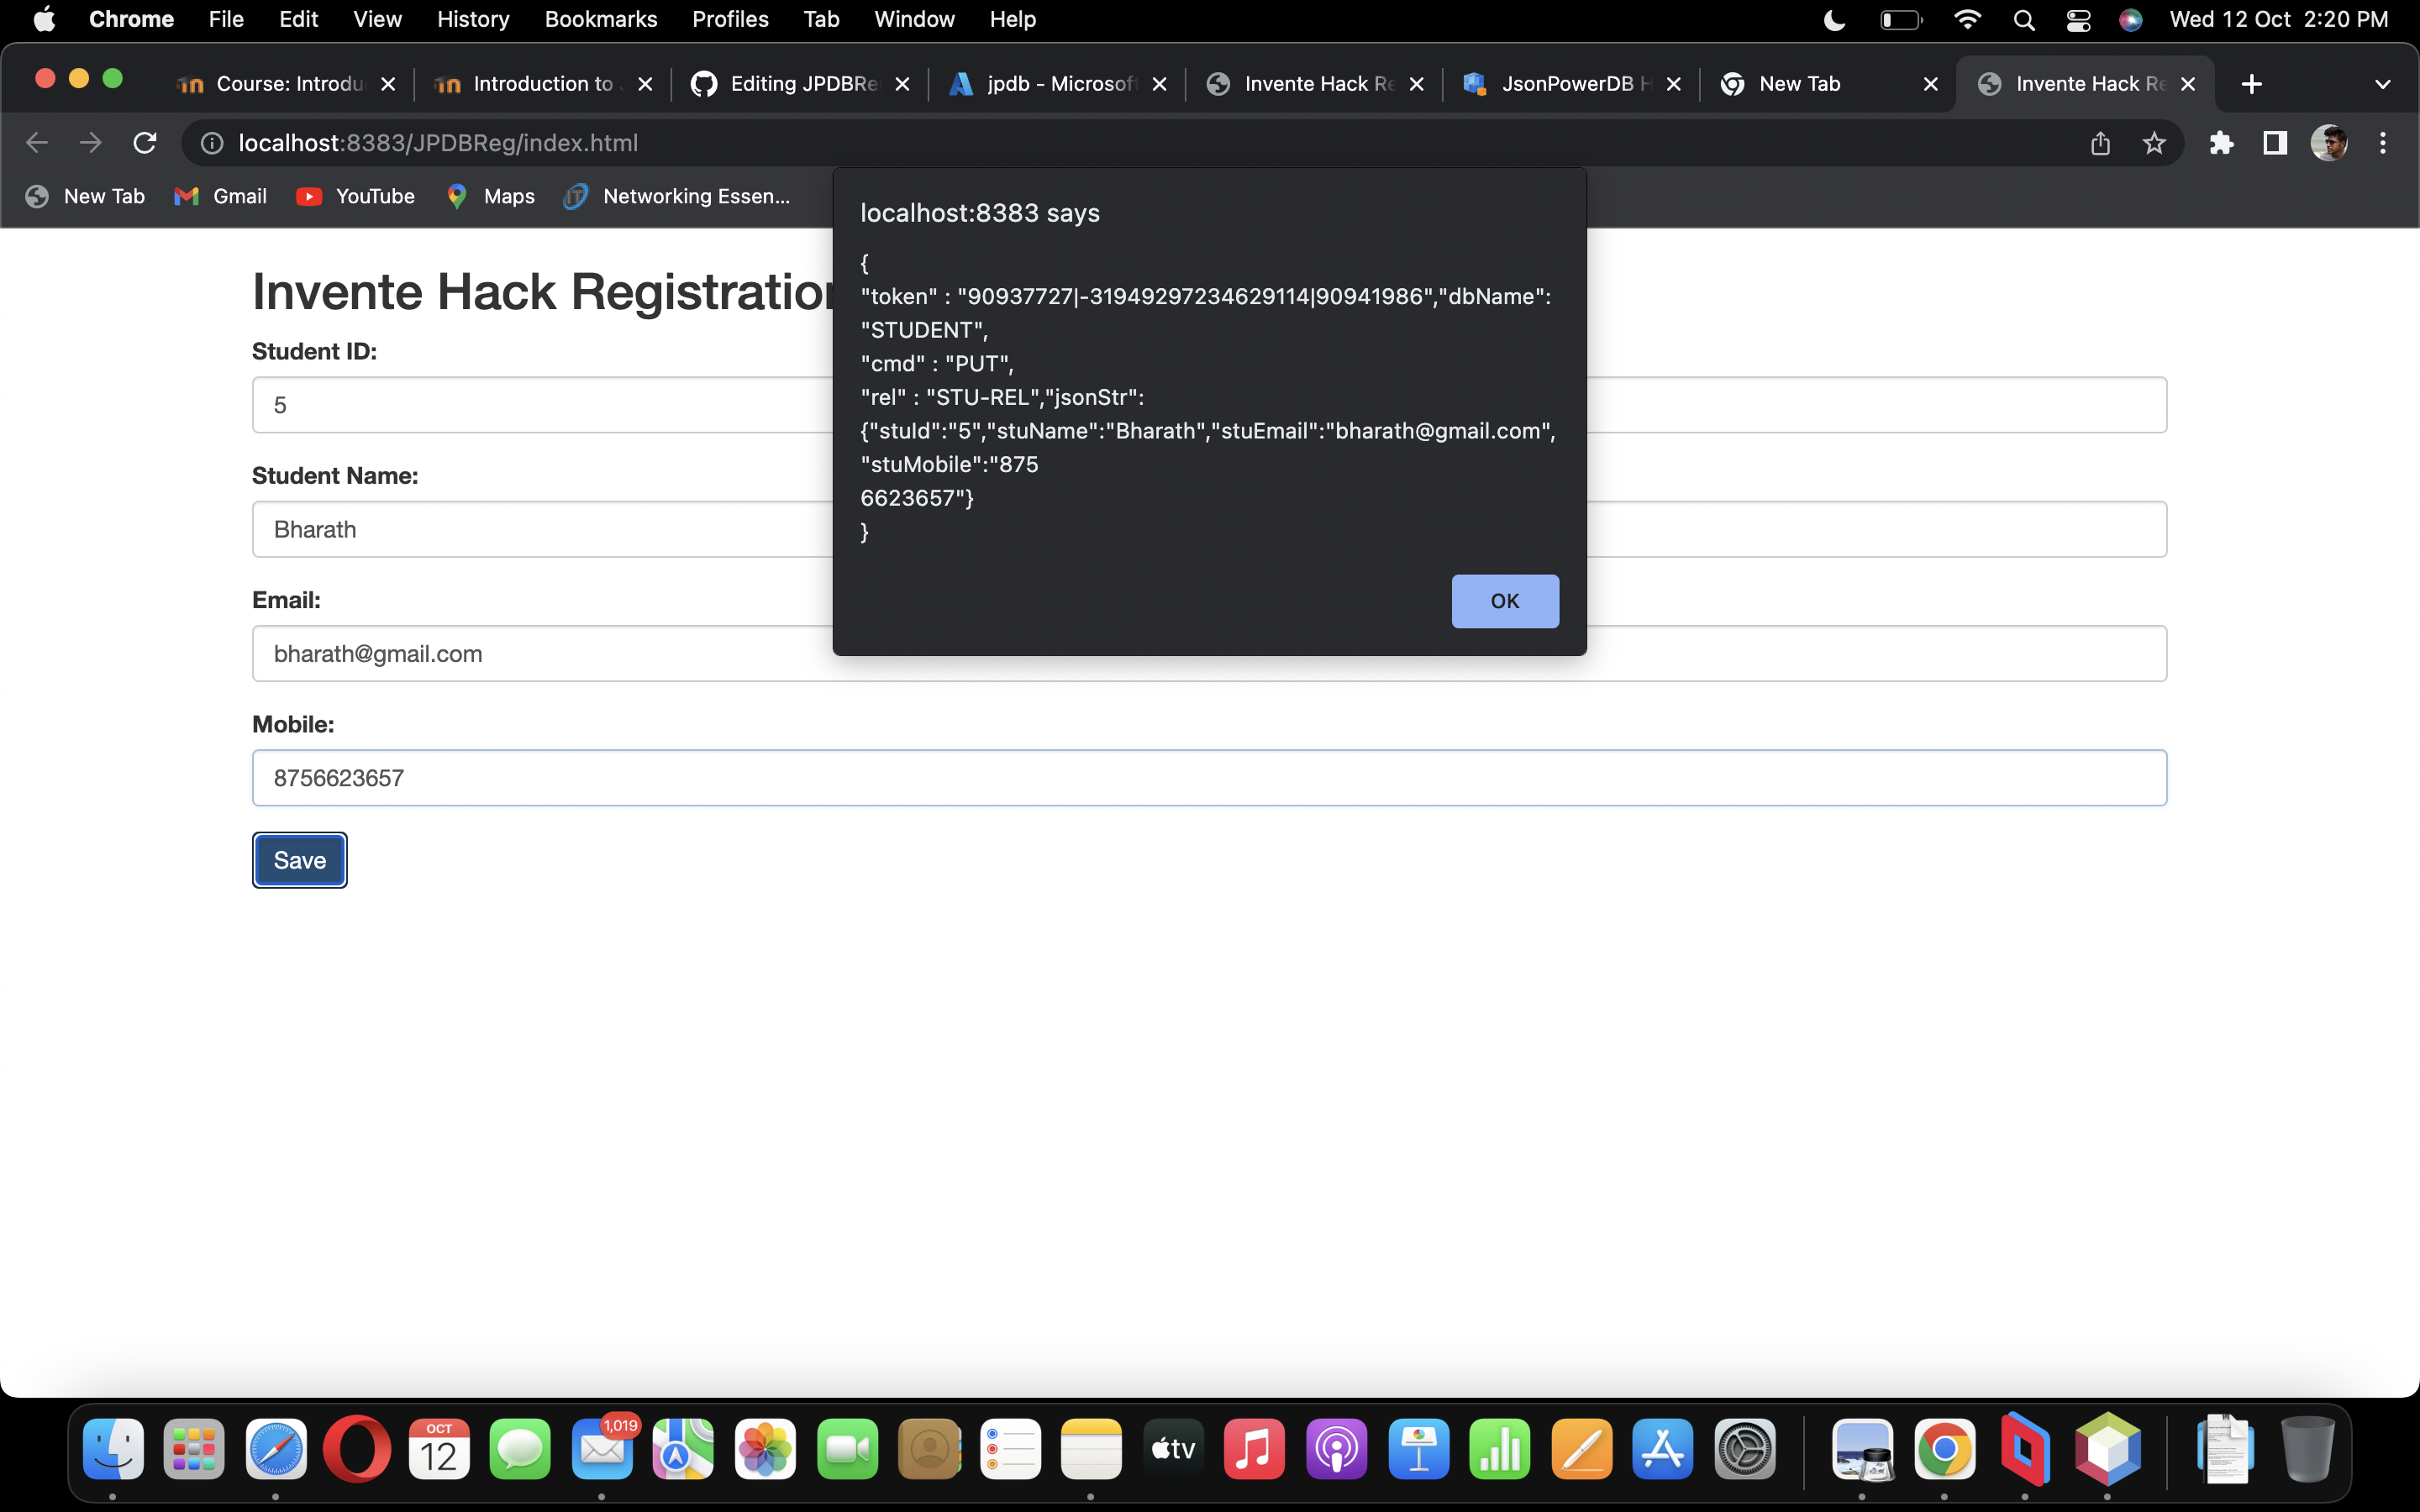 Chrome File Edit View History Bookmarks Profiles Tab Window Help Wed 12 Oct 2:20 PM
Course: Introdu Introduction to Editing JPDBRe jpdb - Microsoft Invente Hack Re JsonPowerDB H New Tab Invente Hack Re
localhost:8383/JPDBReg/index.html
New Tab Gmail YouTube Maps Networking Essen...
localhost:8383 says
{
"token" : "90937727|-31949297234629114|90941986","dbName":
"STUDENT",
"cmd" : "PUT",
"rel" : "STU-REL","jsonStr":
{"stuId":"5","stuName":"Bharath","stuEmail":"bharath@gmail.com",
"stuMobile":"875
6623657"}
}
OK
Invente Hack Registration
Student ID:
5
Student Name:
Bharath
Email:
bharath@gmail.com
Mobile:
8756623657
Save
OCT
12
1,019
tv